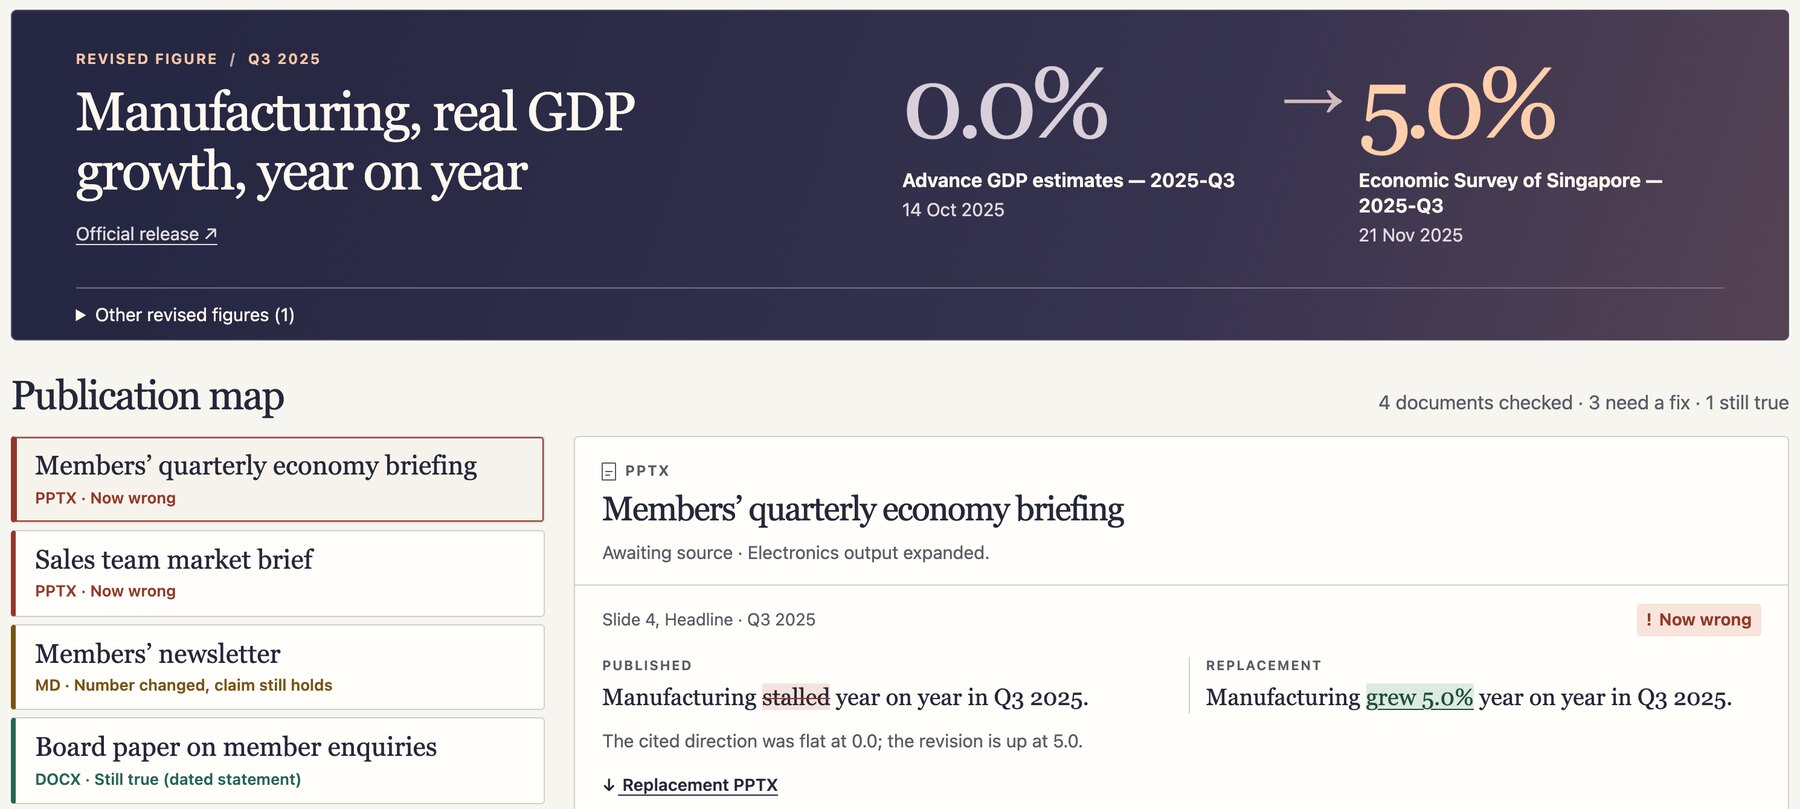 REVISED FIGURE / Q3 2025
Manufacturing, real GDP
growth, year on year
Official release ↗
0.0%
Advance GDP estimates — 2025-Q3
14 Oct 2025
→
5.0%
Economic Survey of Singapore —
2025-Q3
21 Nov 2025
▶ Other revised figures (1)
Publication map
4 documents checked · 3 need a fix · 1 still true
Members’ quarterly economy briefing
PPTX · Now wrong
Sales team market brief
PPTX · Now wrong
Members’ newsletter
MD · Number changed, claim still holds
Board paper on member enquiries
DOCX · Still true (dated statement)
PPTX
Members’ quarterly economy briefing
Awaiting source · Electronics output expanded.
Slide 4, Headline · Q3 2025
! Now wrong
PUBLISHED
Manufacturing stalled year on year in Q3 2025.
REPLACEMENT
Manufacturing grew 5.0% year on year in Q3 2025.
The cited direction was flat at 0.0; the revision is up at 5.0.
↓ Replacement PPTX